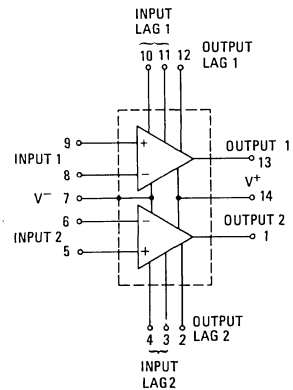 INPUT
LAG 1
OUTPUT
LAG 1
10 11 12
9 +
8 −
INPUT 1
OUTPUT 1
13
V⁻ 7
V⁺
14
6 −
5 +
INPUT 2
OUTPUT 2
1
4 3 2
OUTPUT
LAG 2
INPUT
LAG2